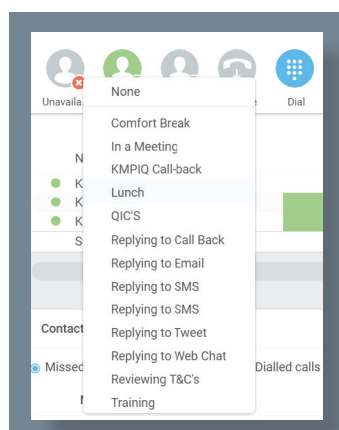 Unavaila
None
e
Dial
Comfort Break
In a Meeting
N
KMPIQ Call-back
K
Lunch
K
QIC'S
K
Replying to Call Back
S
Replying to Email
Replying to SMS
Replying to SMS
Contact
Replying to Tweet
Replying to Web Chat
Missed
Dialled calls
Reviewing T&C's
Training